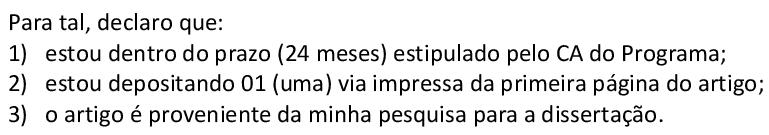 Para tal, declaro que:
1) estou dentro do prazo (24 meses) estipulado pelo CA do Programa;
2) estou depositando 01 (uma) via impressa da primeira página do artigo;
3) o artigo é proveniente da minha pesquisa para a dissertação.